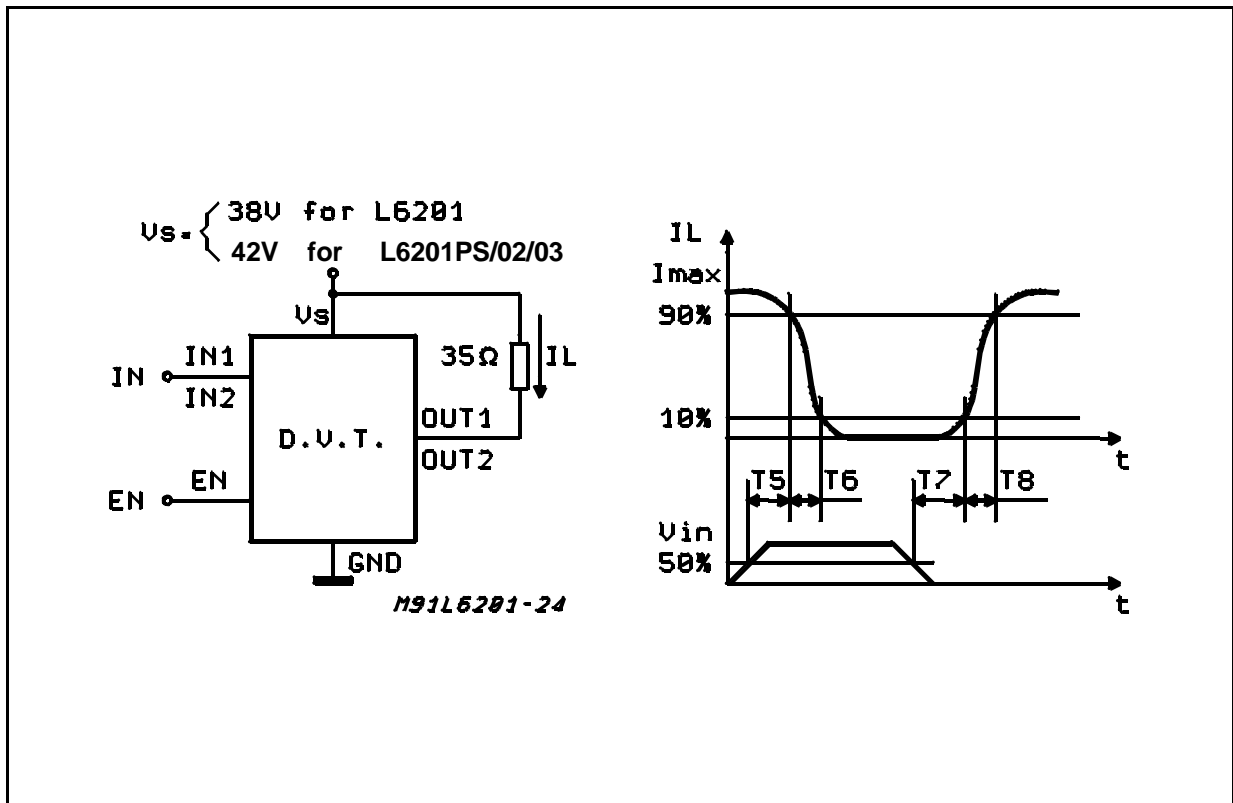 Vs= { 38V for L6201
42V for L6201PS/02/03
Vs
IN
IN1
IN2
35Ω
IL
D.V.T.
OUT1
OUT2
EN
EN
GND
M91L6201-24
IL
Imax
90%
10%
t
T5
T6
T7
T8
Vin
50%
t